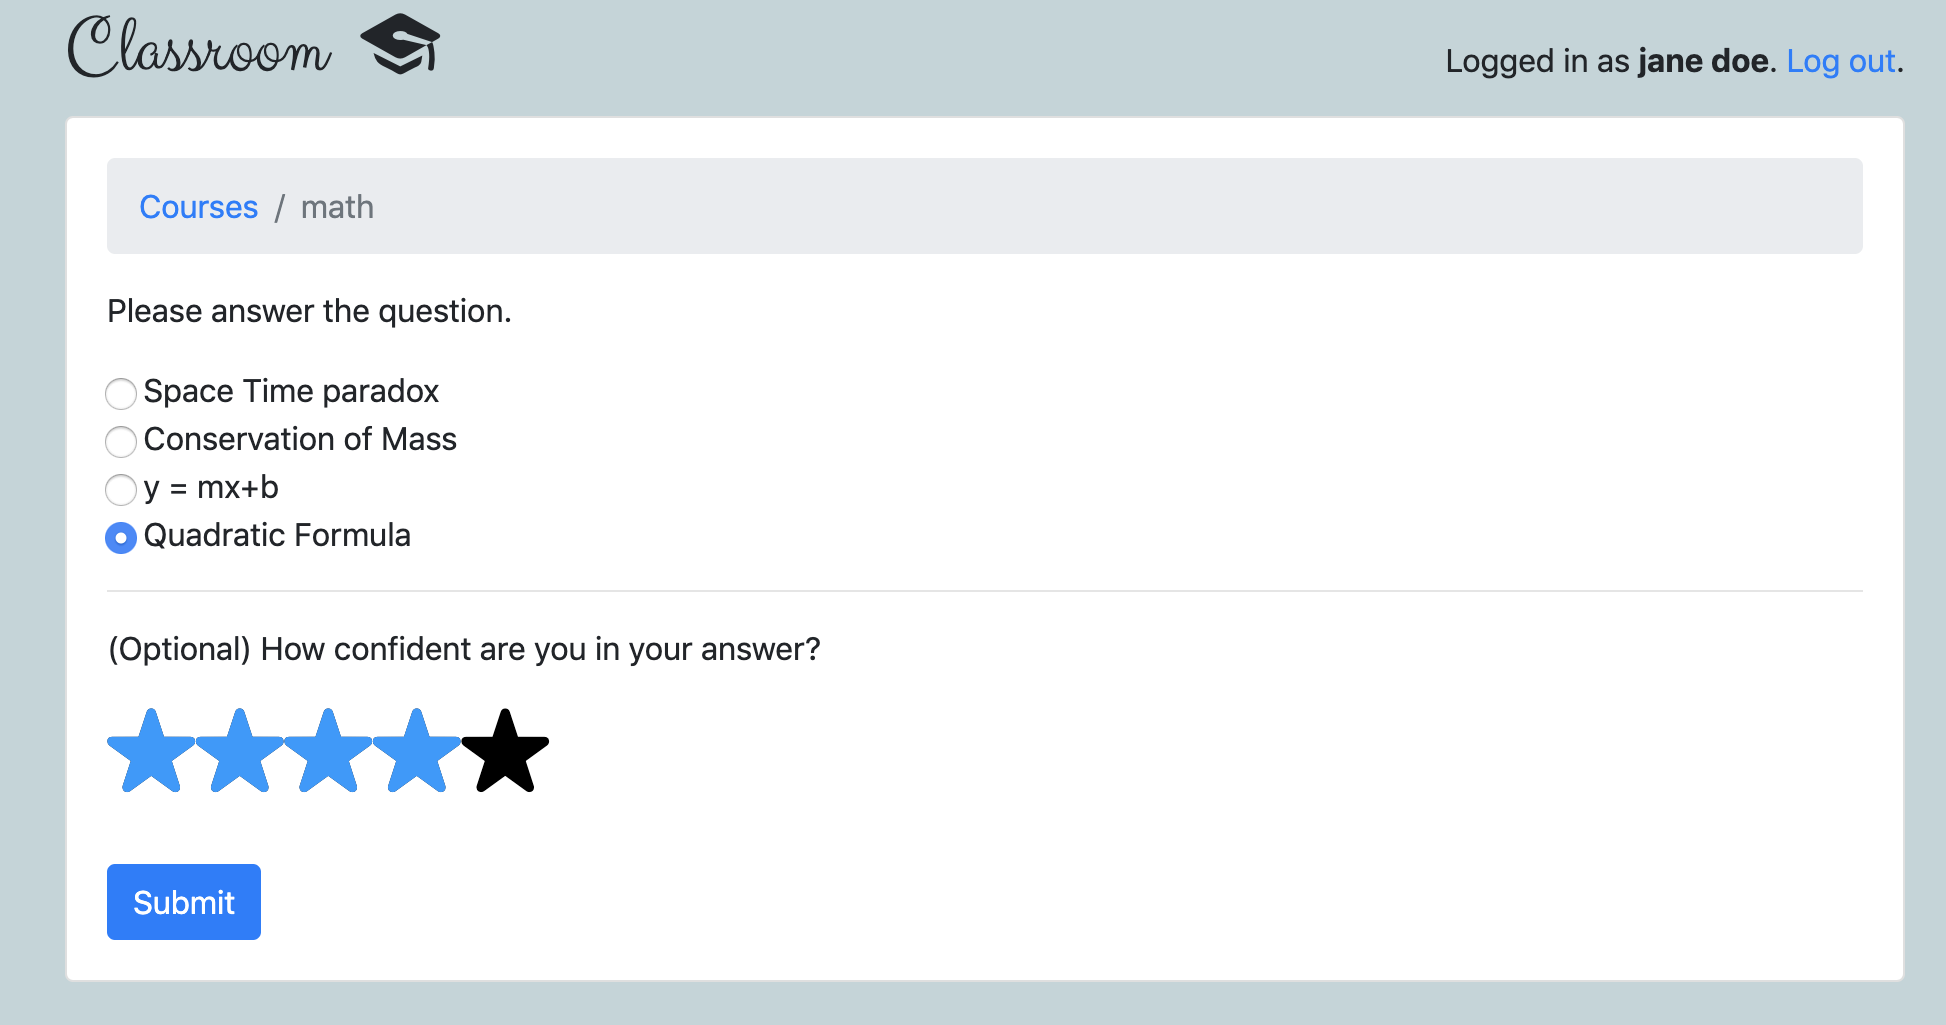 Classroom
Logged in as jane doe. Log out.
Courses / math
Please answer the question.
Space Time paradox
Conservation of Mass
y = mx+b
Quadratic Formula
(Optional) How confident are you in your answer?
Submit